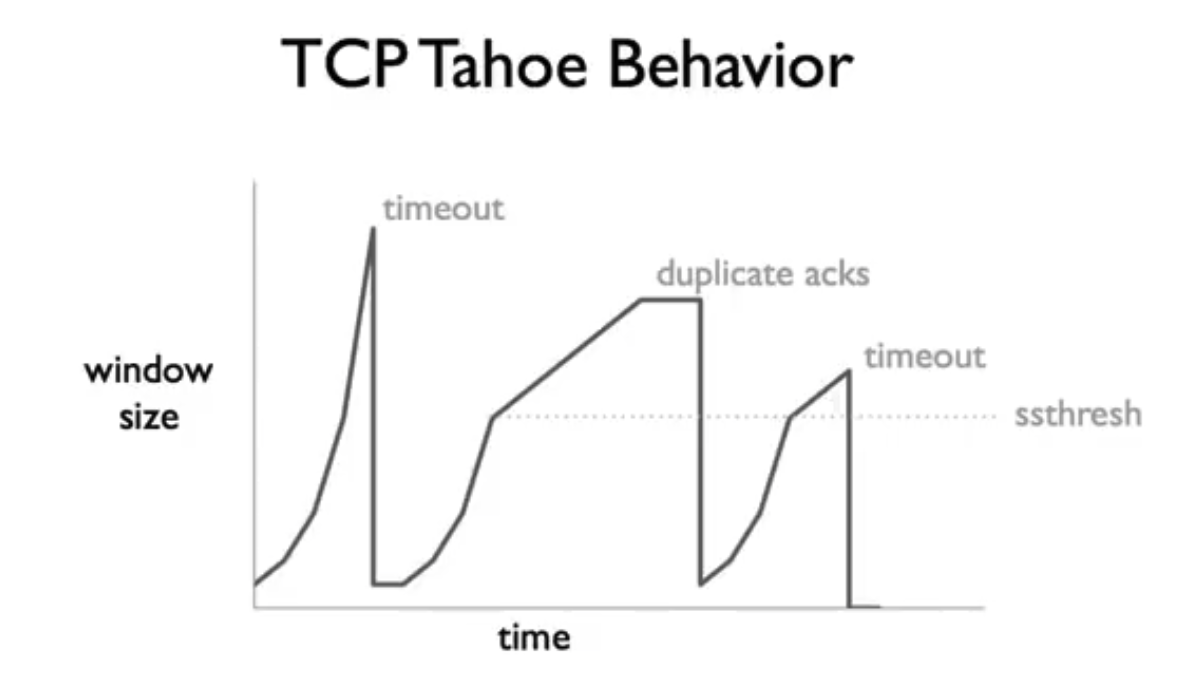 TCP Tahoe Behavior
timeout
duplicate acks
timeout
window
size
ssthresh
time